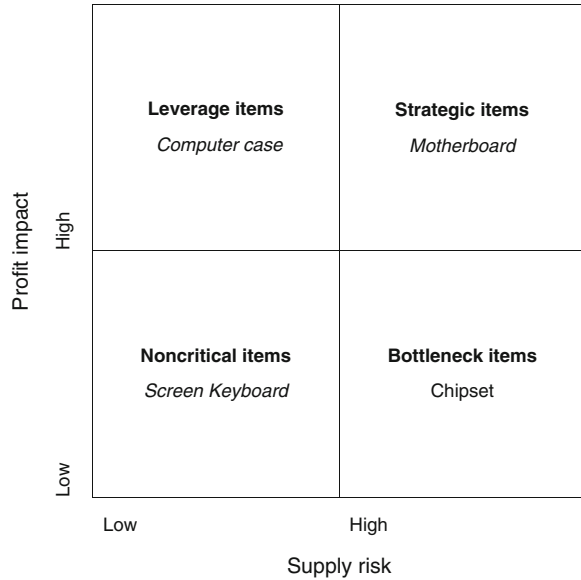 Leverage items
Computer case
Strategic items
Motherboard
Profit impact
High
Noncritical items
Screen Keyboard
Bottleneck items
Chipset
Low
Low
High
Supply risk